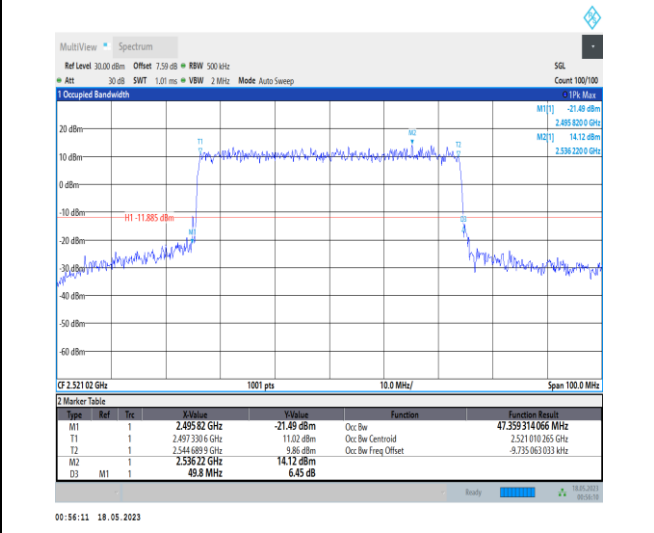 MultiView Spectrum
Ref Level 30.00 dBm Offset 7.59 dB RBW 500 kHz SGL
Att 30 dB SWT 1.01 ms VBW 2 MHz Mode Auto Sweep Count 100/100
1 Occupied Bandwidth 1Pk Max
M1[1] -21.49 dBm
2.495 820 0 GHz
M2[1] 14.12 dBm
2.536 220 0 GHz
20 dBm
M2
T1
T2
10 dBm
0 dBm
-10 dBm
H1 -11.885 dBm
D3
M1
-20 dBm
-30 dBm
-40 dBm
-50 dBm
-60 dBm
CF 2.521 02 GHz 1001 pts 10.0 MHz/ Span 100.0 MHz
2 Marker Table
Type Ref Trc X-Value Y-Value Function Function Result
M1 1 2.495 82 GHz -21.49 dBm Occ Bw 47.359 314 066 MHz
T1 1 2.497 330 6 GHz 11.02 dBm Occ Bw Centroid 2.521 010 265 GHz
T2 1 2.544 689 9 GHz 9.86 dBm Occ Bw Freq Offset -9.735 063 033 kHz
M2 1 2.536 22 GHz 14.12 dBm
D3 M1 1 49.8 MHz 6.45 dB
Ready 18.05.2023
00:56:10
00:56:11 18.05.2023